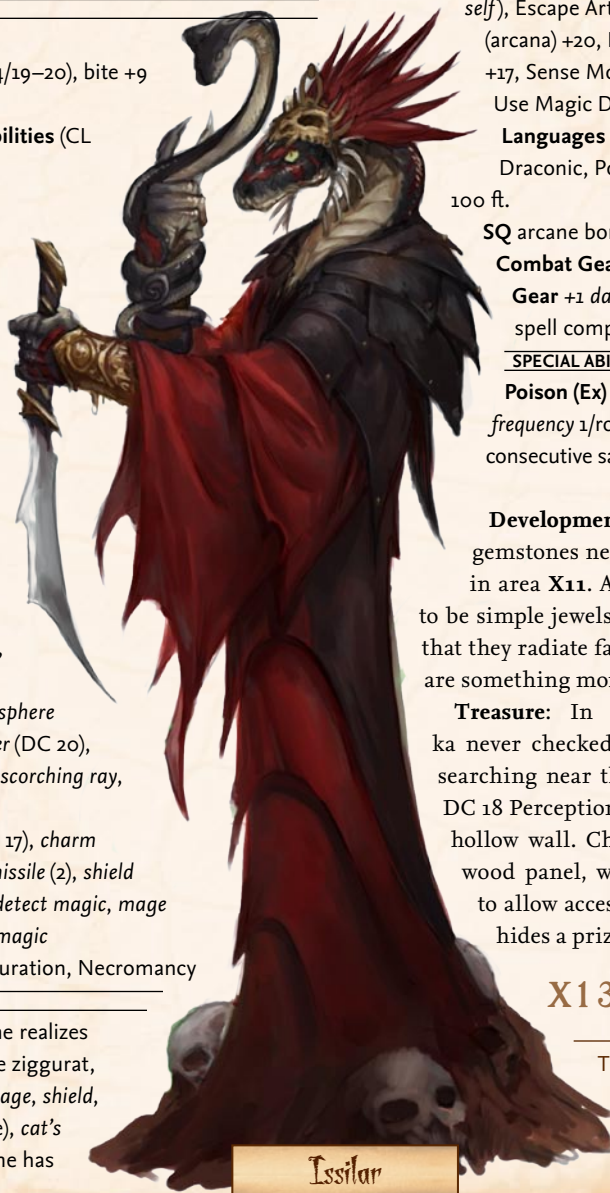 4/19–20), bite +9
ilities (CL
sphere
er (DC 20),
scorching ray,
17), charm
nissile (2), shield
detect magic, mage
magic
uration, Necromancy
he realizes
e ziggurat,
age, shield,
e), cat's
he has
Issilar
self), Escape Art
(arcana) +20,
+17, Sense Mo
Use Magic D
Languages
Draconic, Po
100 ft.
SQ arcane bon
Combat Gea
Gear +1 da
spell comp
SPECIAL ABI
Poison (Ex)
frequency 1/ro
consecutive sa
Developmen
gemstones ne
in area X11. A
to be simple jewels
that they radiate fa
are something mo
Treasure: In
ka never checked
searching near th
DC 18 Perception
hollow wall. Ch
wood panel, w
to allow acces
hides a priz
X13
T